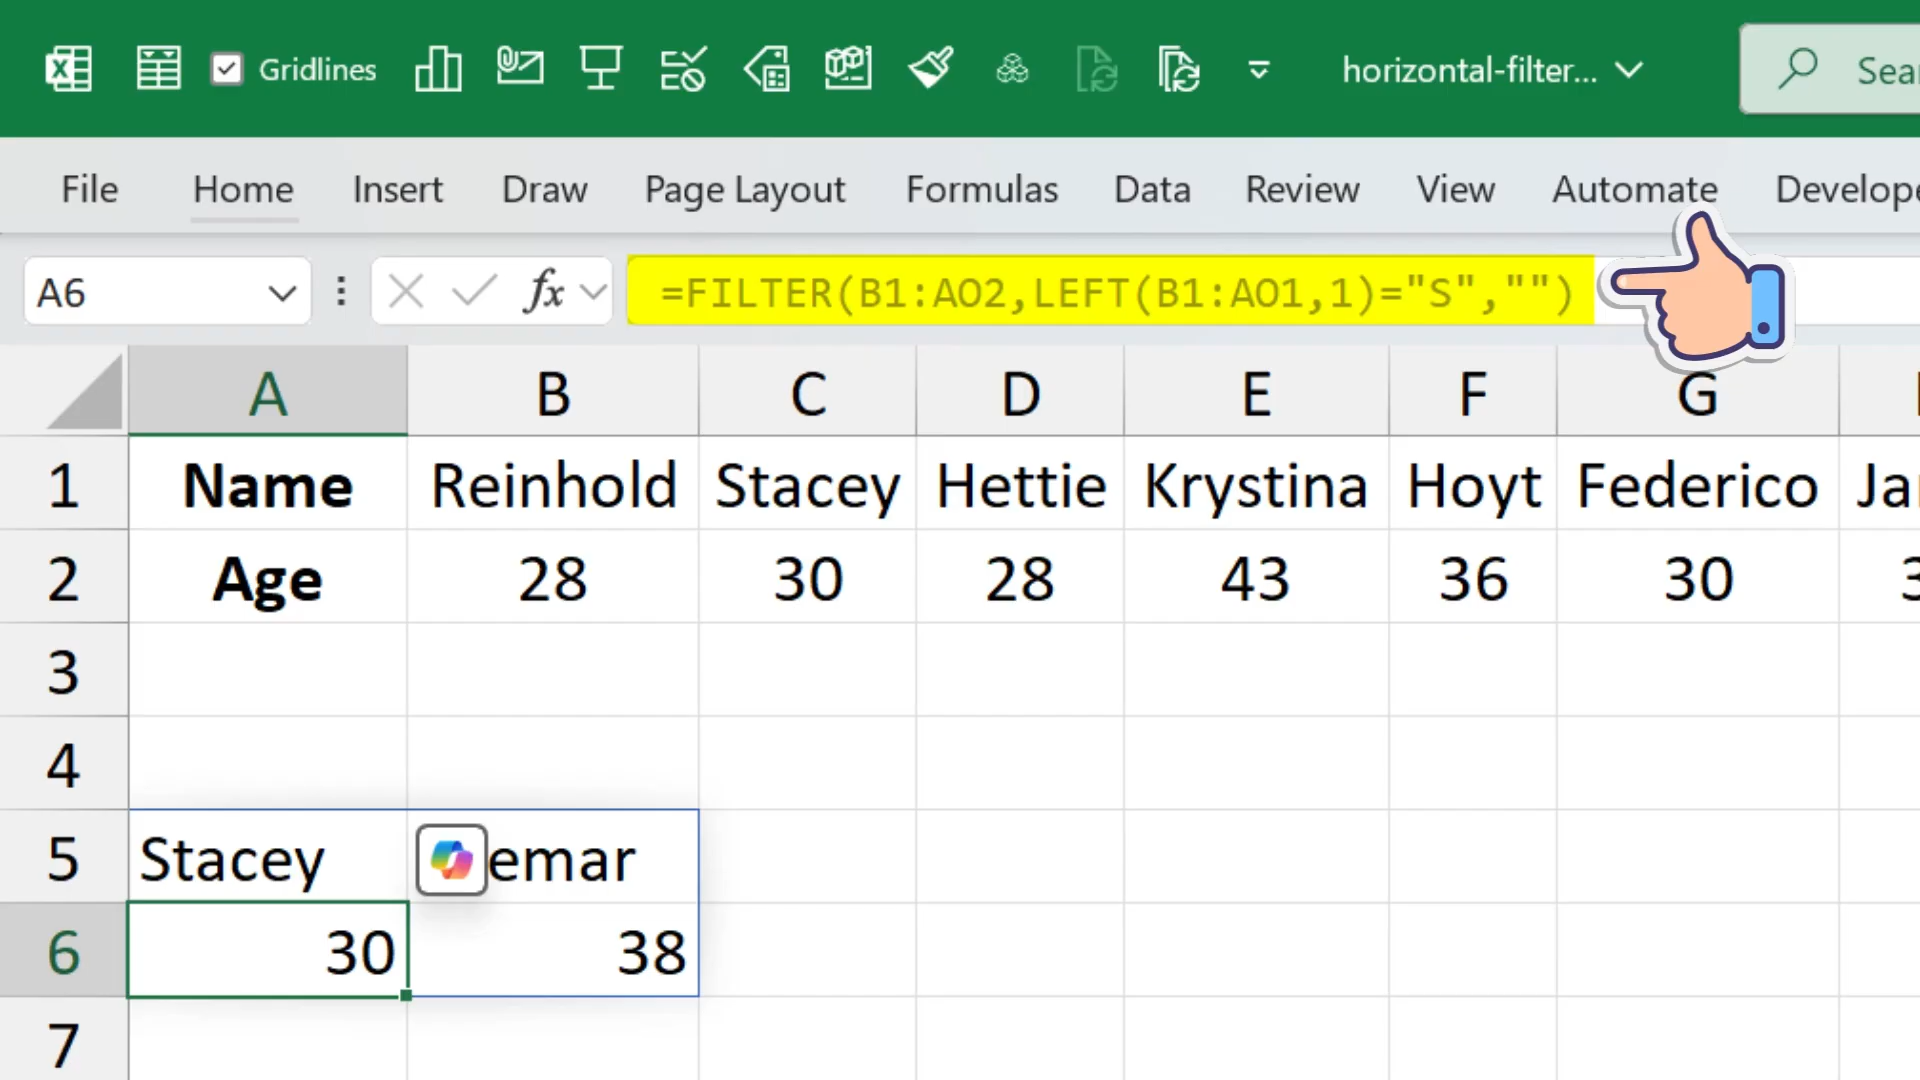 Gridlines horizontal-filter...
File Home Insert Draw Page Layout Formulas Data Review View Automate
A6 fx =FILTER(B1:AO2,LEFT(B1:AO1,1)="S","")
A B C D E F G
1 Name Reinhold Stacey Hettie Krystina Hoyt Federico
2 Age 28 30 28 43 36 30
3
4
5 Stacey emar
6 30 38
7